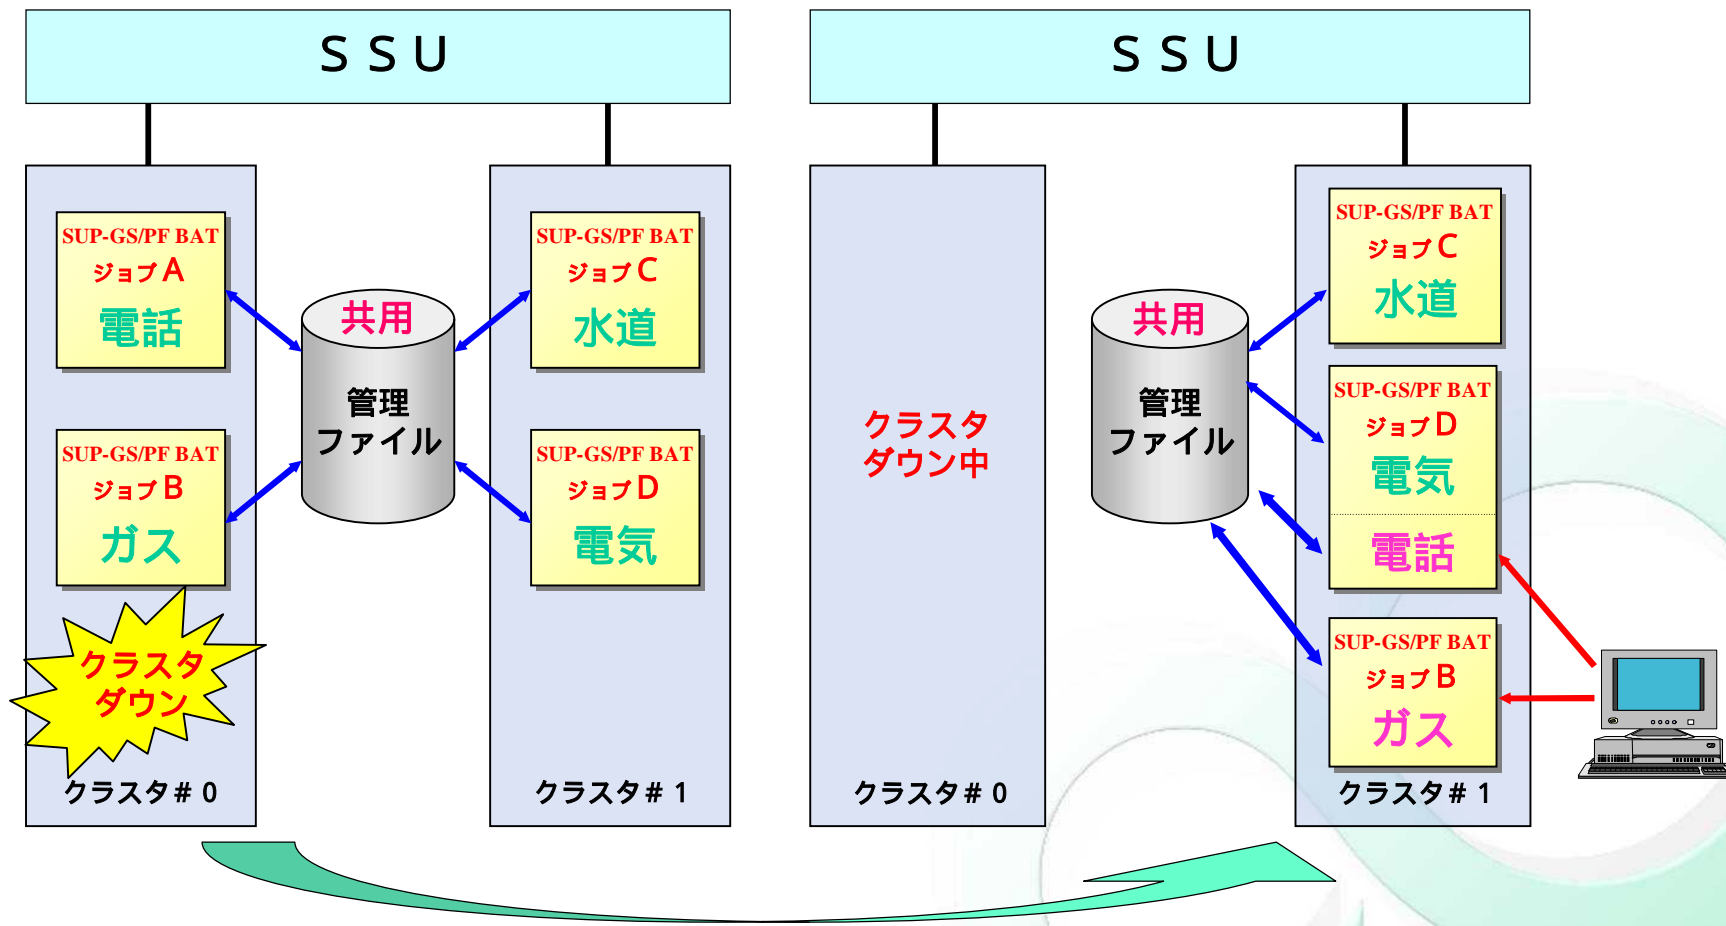 ＳＳＵ
SUP-GS/PF BAT
ジョブＡ
電話
SUP-GS/PF BAT
ジョブＢ
ガス
クラスタ
ダウン
クラスタ＃０
共用
管理
ファイル
SUP-GS/PF BAT
ジョブＣ
水道
SUP-GS/PF BAT
ジョブＤ
電気
クラスタ＃１
ＳＳＵ
クラスタ
ダウン中
クラスタ＃０
共用
管理
ファイル
SUP-GS/PF BAT
ジョブＣ
水道
SUP-GS/PF BAT
ジョブＤ
電気
電話
SUP-GS/PF BAT
ジョブＢ
ガス
クラスタ＃１